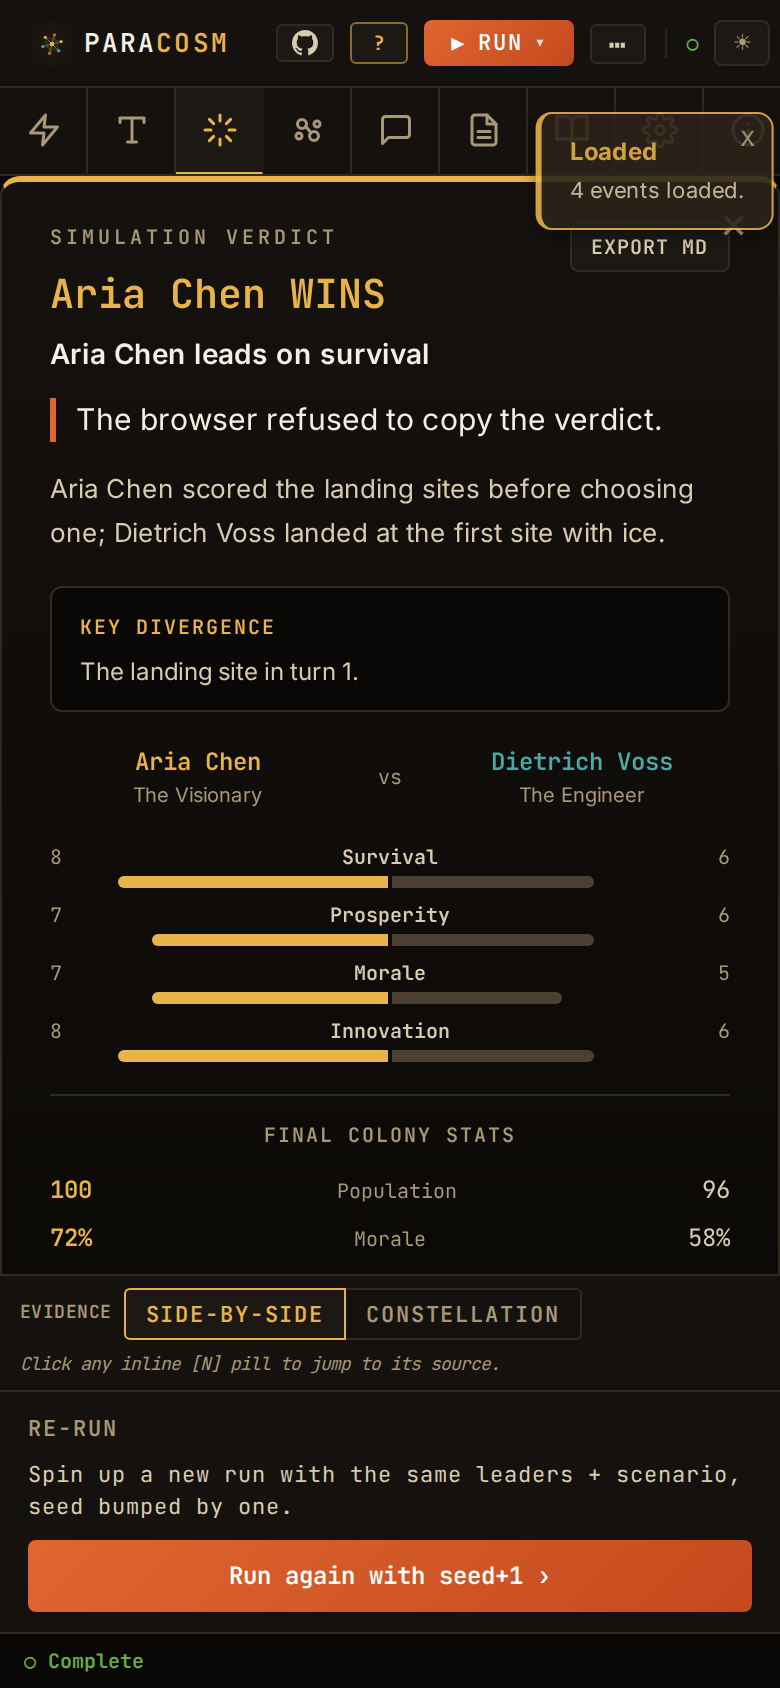 PARACOSM
?
▶ RUN ▾
Loaded
X
4 events loaded.
SIMULATION VERDICT
EXPORT MD
Aria Chen WINS
Aria Chen leads on survival
The browser refused to copy the verdict.
Aria Chen scored the landing sites before choosing
one; Dietrich Voss landed at the first site with ice.
KEY DIVERGENCE
The landing site in turn 1.
Aria Chen vs Dietrich Voss
The Visionary The Engineer
8 Survival 6
7 Prosperity 6
7 Morale 5
8 Innovation 6
FINAL COLONY STATS
100 Population 96
72% Morale 58%
EVIDENCE SIDE-BY-SIDE CONSTELLATION
Click any inline [N] pill to jump to its source.
RE-RUN
Spin up a new run with the same leaders + scenario,
seed bumped by one.
Run again with seed+1 ›
Complete